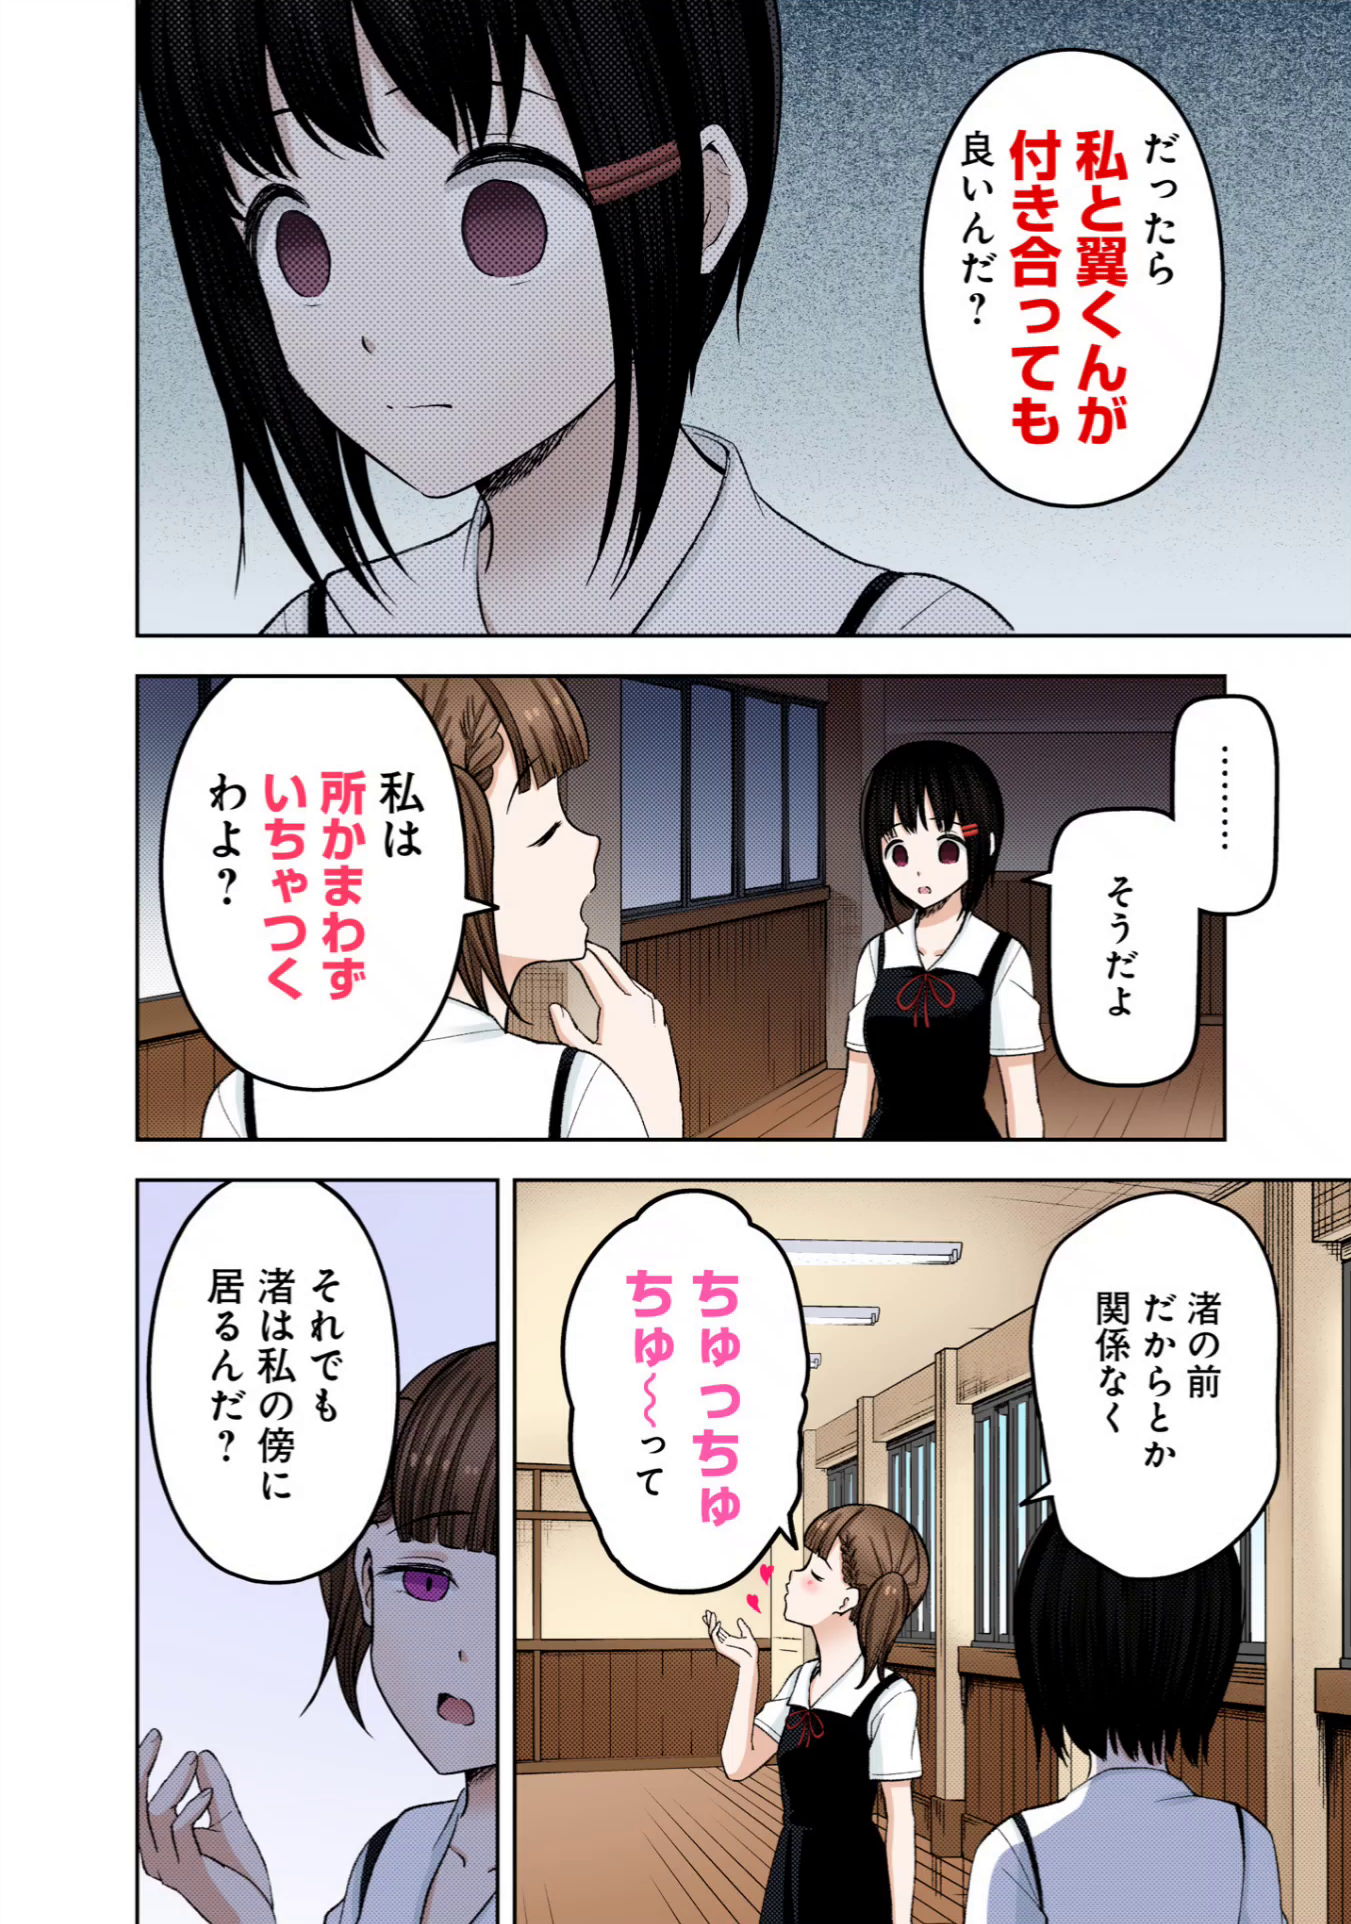 だったら
私と翼くんが
付き合っても
良いんだ？
………
そうだよ
私は
所かまわず
いちゃつく
わよ？
渚の前
だからとか
関係なく
ちゅっちゅ
ちゅ〜って
それでも
渚は私の傍に
居るんだ？